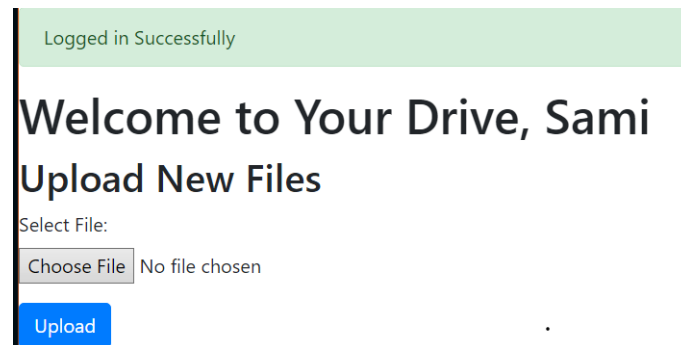 Logged in Successfully
Welcome to Your Drive, Sami
Upload New Files
Select File:
Choose File No file chosen
Upload